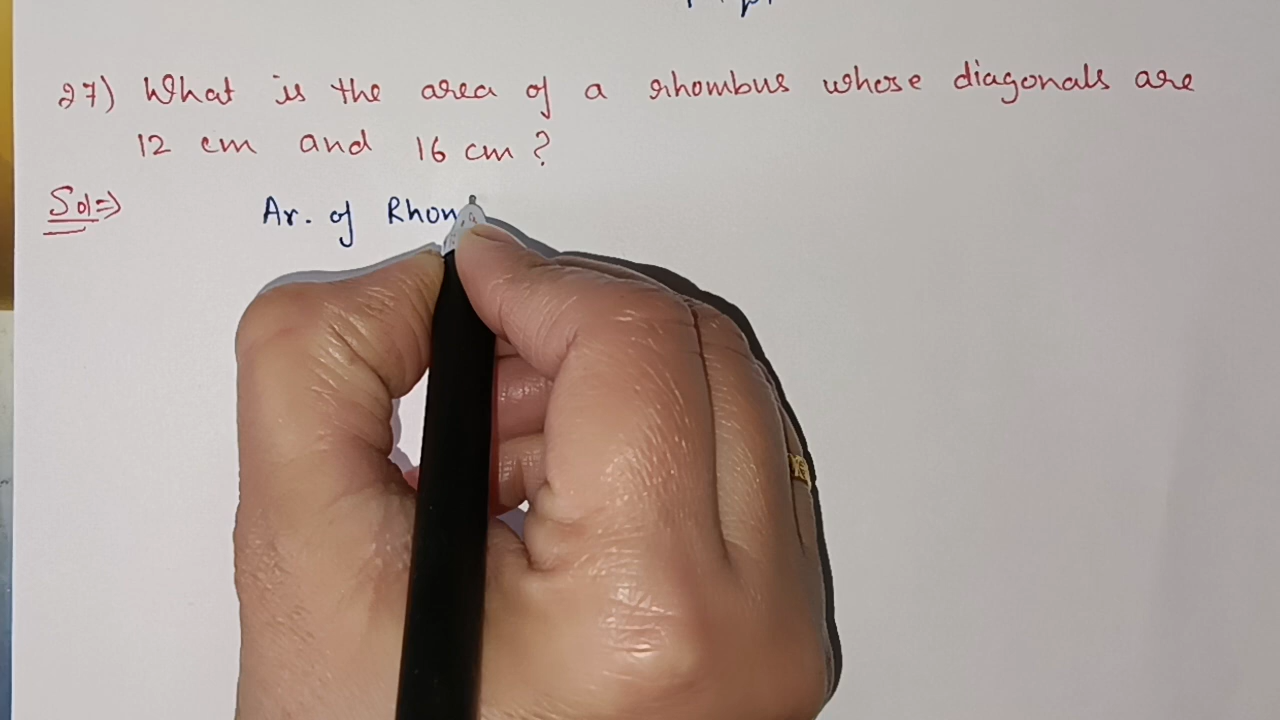 27) What is the area of a rhombus whose diagonals are
12 cm and 16 cm ?
Sol⇒
Ar. of Rhom